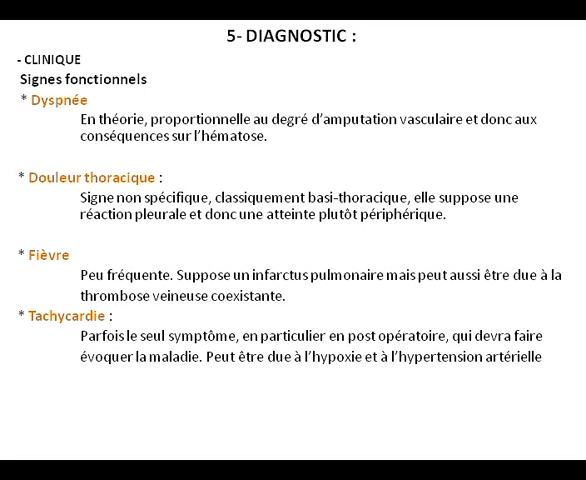 5- DIAGNOSTIC :
- CLINIQUE
Signes fonctionnels
* Dyspnée
En théorie, proportionnelle au degré d’amputation vasculaire et donc aux
conséquences sur l’hématose.
* Douleur thoracique :
Signe non spécifique, classiquement basi-thoracique, elle suppose une
réaction pleurale et donc une atteinte plutôt périphérique.
* Fièvre
Peu fréquente. Suppose un infarctus pulmonaire mais peut aussi être due à la
thrombose veineuse coexistante.
* Tachycardie :
Parfois le seul symptôme, en particulier en post opératoire, qui devra faire
évoquer la maladie. Peut être due à l’hypoxie et à l’hypertension artérielle